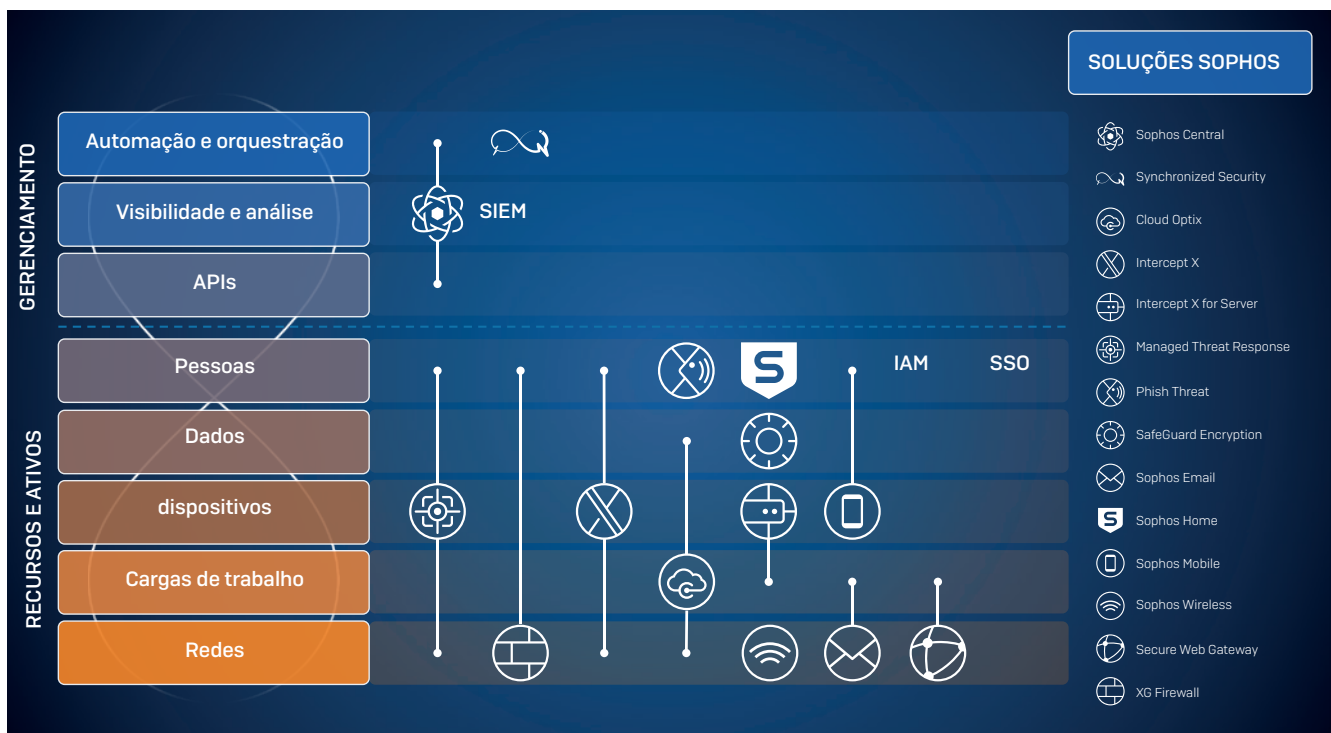 SOLUÇÕES SOPHOS
GERENCIAMENTO
Automação e orquestração
Visibilidade e análise
SIEM
APIs
RECURSOS E ATIVOS
Pessoas
S
IAM
SSO
Dados
dispositivos
Cargas de trabalho
Redes
Sophos Central
Synchronized Security
Cloud Optix
Intercept X
Intercept X for Server
Managed Threat Response
Phish Threat
SafeGuard Encryption
Sophos Email
S
Sophos Home
Sophos Mobile
Sophos Wireless
Secure Web Gateway
XG Firewall